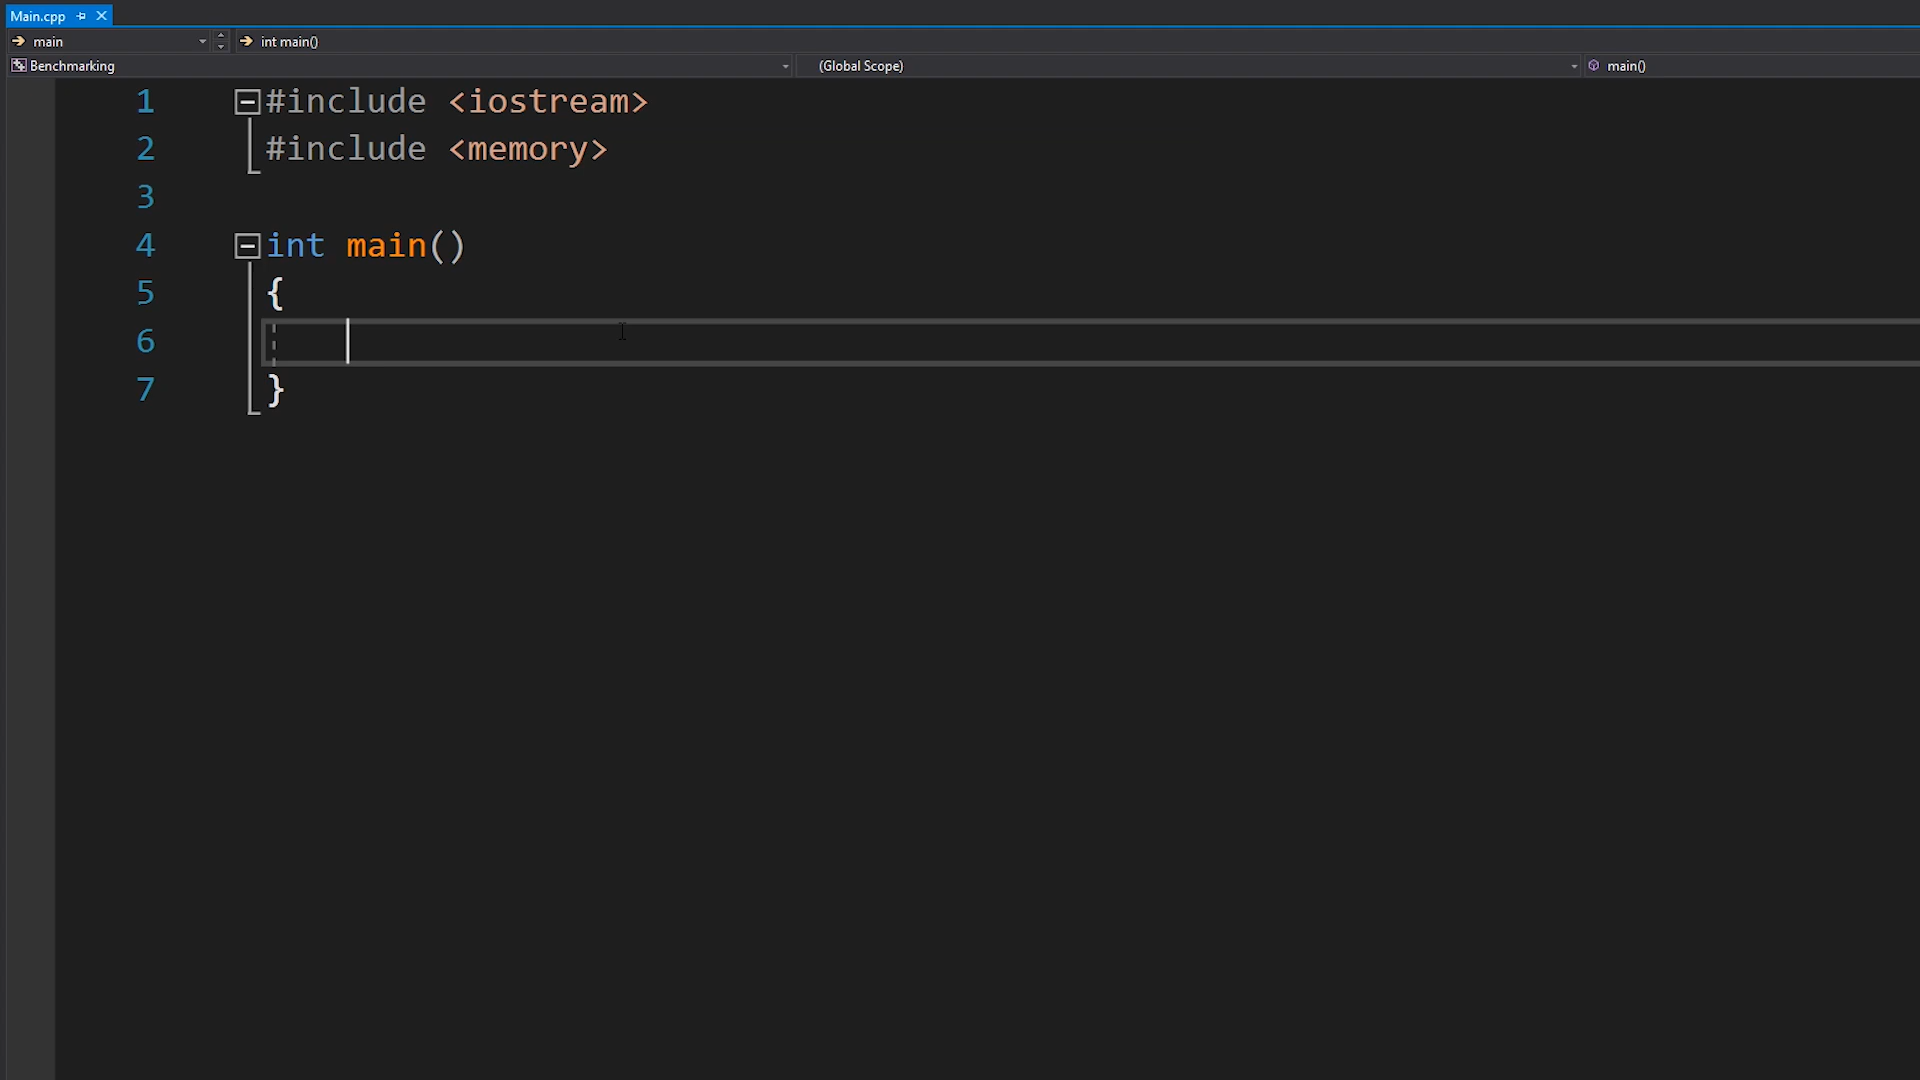 Main.cpp
main int main()
Benchmarking (Global Scope) main()
1 #include <iostream>
2 #include <memory>
3
4 int main()
5 {
6
7 }